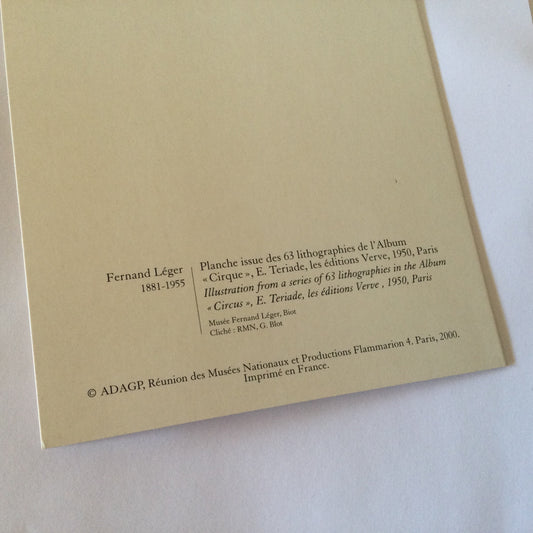 Fernand Léger
1881-1955
Planche issue des 63 lithographies de l'Album
« Cirque », E. Teriade, les éditions Verve, 1950, Paris
Illustration from a series of 63 lithographies in the Album
« Circus », E. Teriade, les éditions Verve , 1950, Paris
Musée Fernand Léger, Biot
Cliché : RMN, G. Blot
© ADAGP, Réunion des Musées Nationaux et Productions Flammarion 4. Paris, 2000.
Imprimé en France.